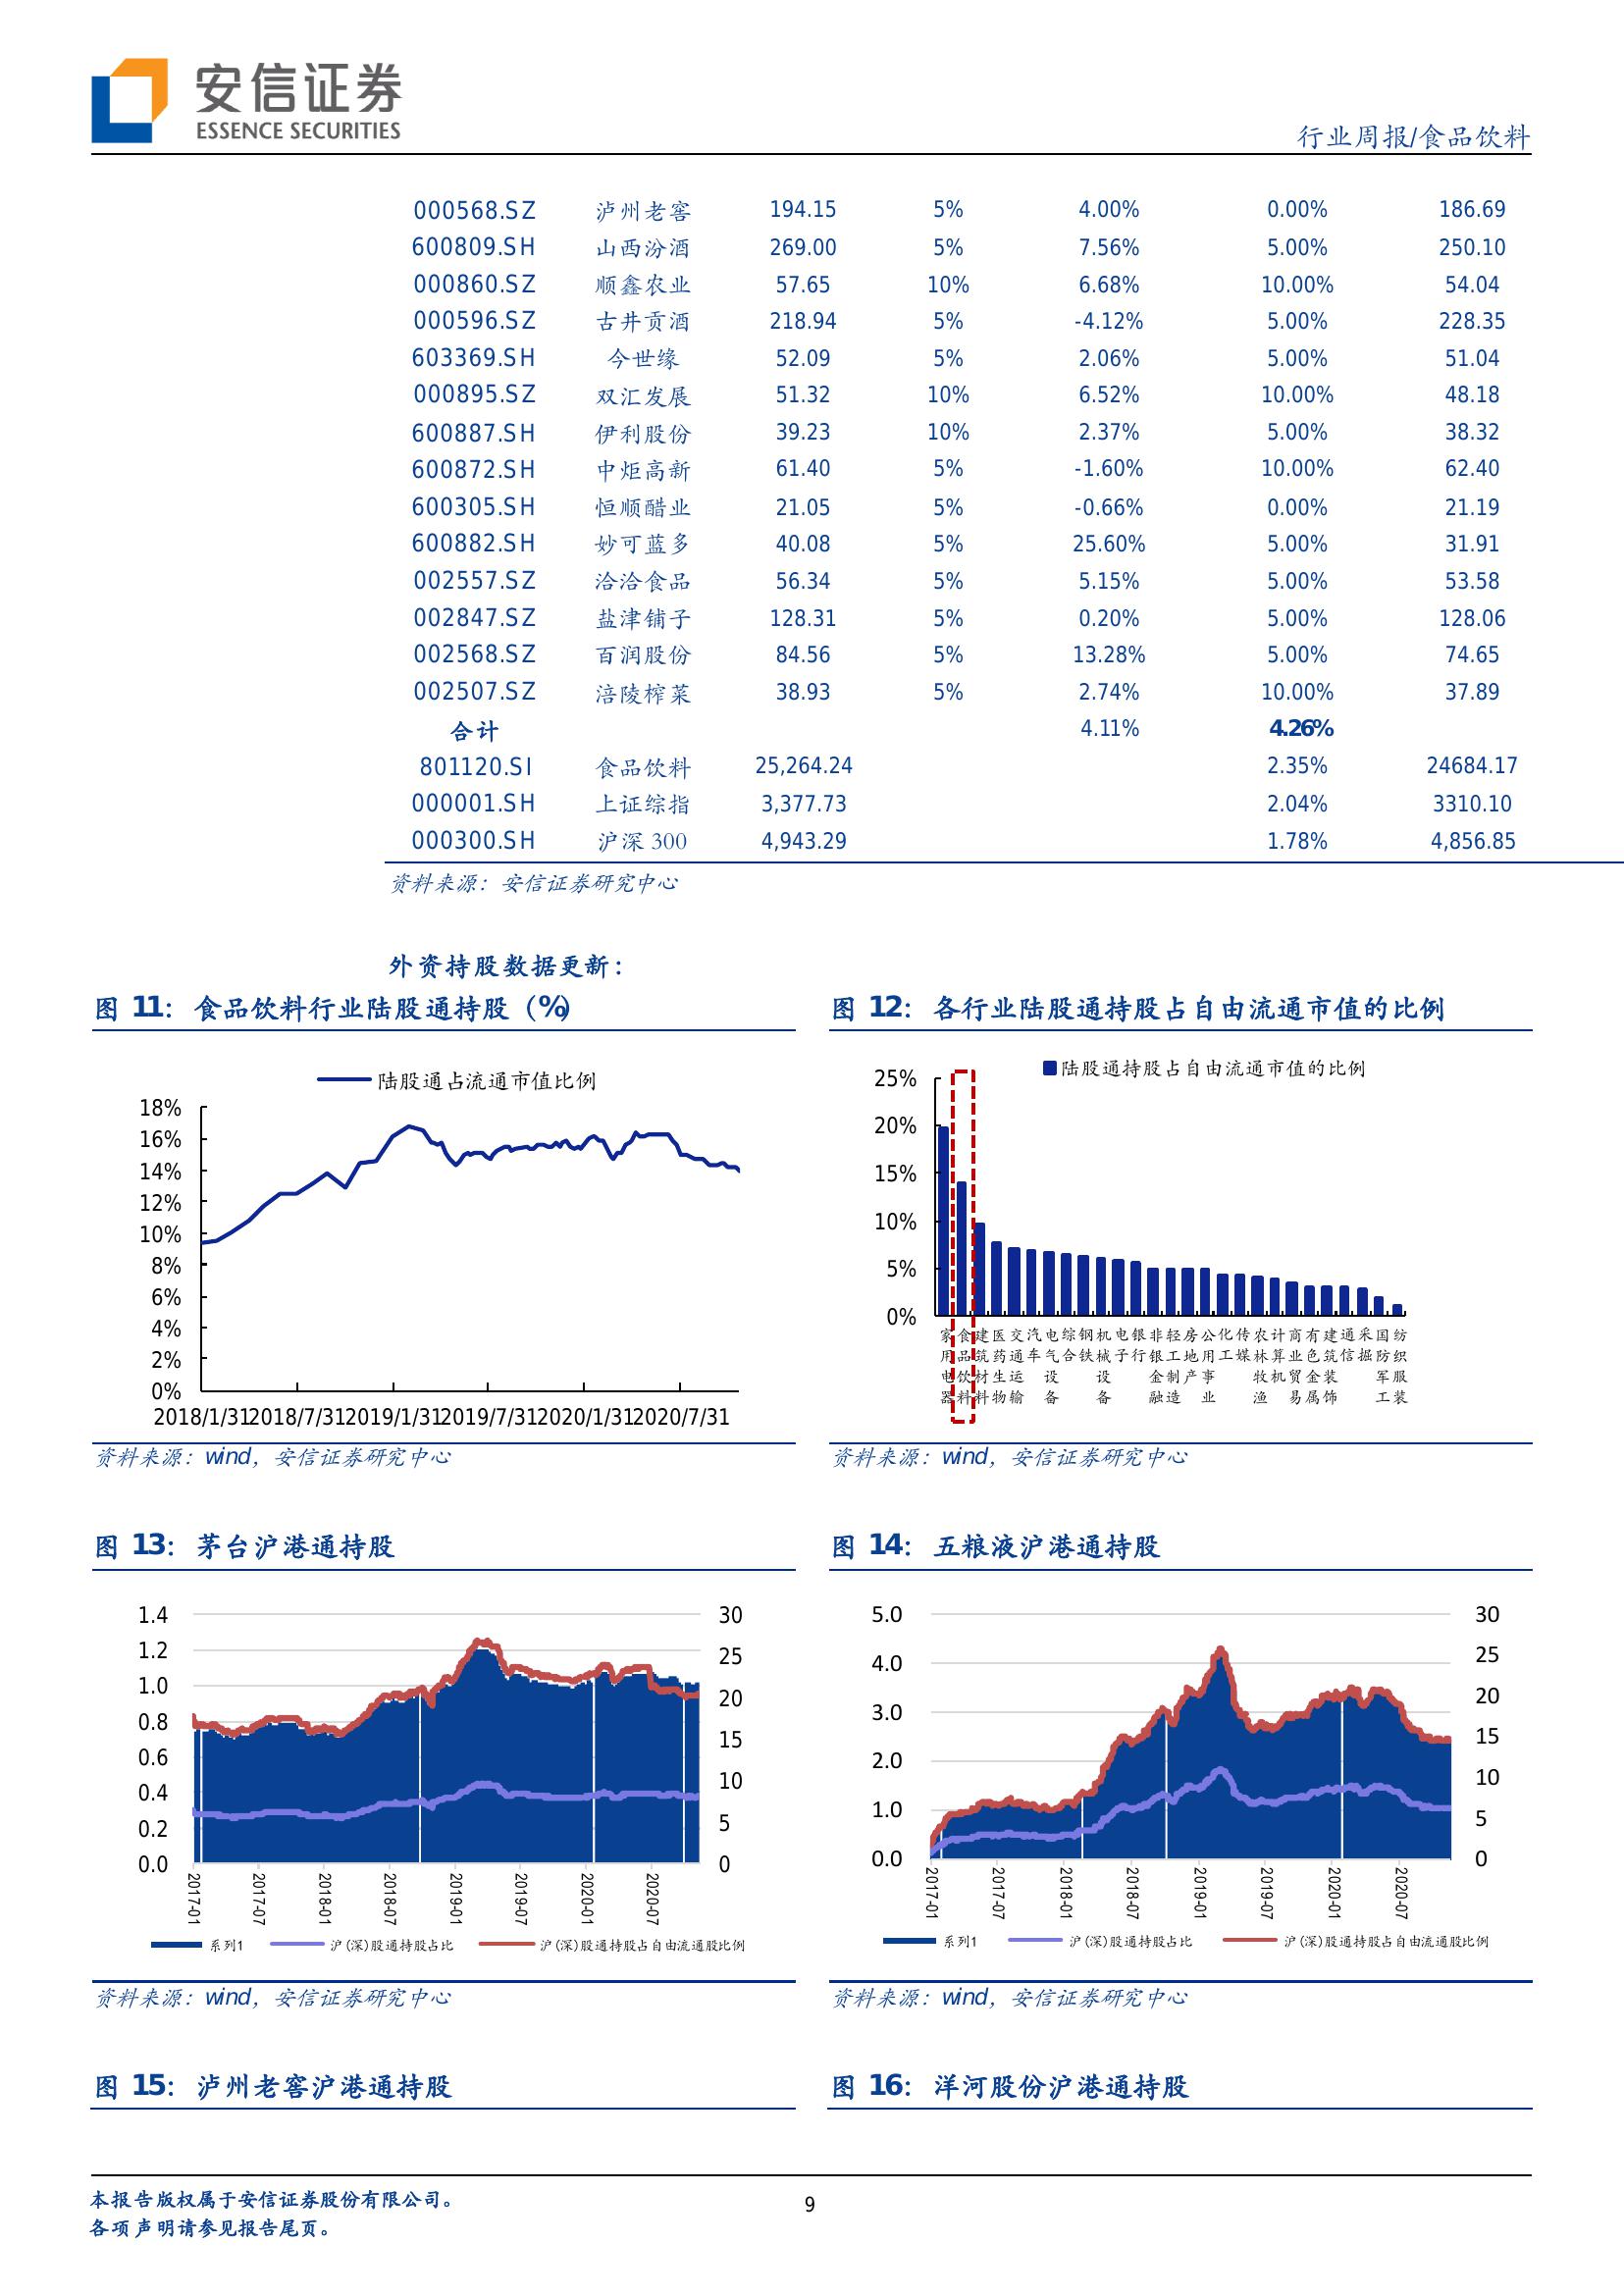 安信证券
ESSENCE SECURITIES
行业周报/食品饮料
000568.SZ 泸州老窖 194.15 5% 4.00% 0.00% 186.69
600809.SH 山西汾酒 269.00 5% 7.56% 5.00% 250.10
000860.SZ 顺鑫农业 57.65 10% 6.68% 10.00% 54.04
000596.SZ 古井贡酒 218.94 5% -4.12% 5.00% 228.35
603369.SH 今世缘 52.09 5% 2.06% 5.00% 51.04
000895.SZ 双汇发展 51.32 10% 6.52% 10.00% 48.18
600887.SH 伊利股份 39.23 10% 2.37% 5.00% 38.32
600872.SH 中炬高新 61.40 5% -1.60% 10.00% 62.40
600305.SH 恒顺醋业 21.05 5% -0.66% 0.00% 21.19
600882.SH 妙可蓝多 40.08 5% 25.60% 5.00% 31.91
002557.SZ 洽洽食品 56.34 5% 5.15% 5.00% 53.58
002847.SZ 盐津铺子 128.31 5% 0.20% 5.00% 128.06
002568.SZ 百润股份 84.56 5% 13.28% 5.00% 74.65
002507.SZ 涪陵榨菜 38.93 5% 2.74% 10.00% 37.89
合计 4.11% 4.26%
801120.SI 食品饮料 25,264.24 2.35% 24684.17
000001.SH 上证综指 3,377.73 2.04% 3310.10
000300.SH 沪深 300 4,943.29 1.78% 4,856.85
资料来源：安信证券研究中心
外资持股数据更新：
图 11：食品饮料行业陆股通持股（%）
陆股通占流通市值比例
18%
16%
14%
12%
10%
8%
6%
4%
2%
0%
2018/1/31 2018/7/31 2019/1/31 2019/7/31 2020/1/31 2020/7/31
资料来源：wind，安信证券研究中心
图 12：各行业陆股通持股占自由流通市值的比例
陆股通持股占自由流通市值的比例
25%
20%
15%
10%
5%
0%
家用电器 食品饮料 建筑材料 医药生物 交通运输 汽车 电气设备 综合 钢铁 机械设备 电子 银行 非银金融 轻工制造 房地产 公用事业 化工 传媒 农林牧渔 计算机 商业贸易 有色金属 建筑装饰 通信 采掘 国防军工 纺织服装
资料来源：wind，安信证券研究中心
图 13：茅台沪港通持股
1.4
1.2
1.0
0.8
0.6
0.4
0.2
0.0
30
25
20
15
10
5
0
2017-01 2017-07 2018-01 2018-07 2019-01 2019-07 2020-01 2020-07
系列1 沪(深)股通持股占比 沪(深)股通持股占自由流通股比例
资料来源：wind，安信证券研究中心
图 14：五粮液沪港通持股
5.0
4.0
3.0
2.0
1.0
0.0
30
25
20
15
10
5
0
2017-01 2017-07 2018-01 2018-07 2019-01 2019-07 2020-01 2020-07
系列1 沪(深)股通持股占比 沪(深)股通持股占自由流通股比例
资料来源：wind，安信证券研究中心
图 15：泸州老窖沪港通持股
图 16：洋河股份沪港通持股
本报告版权属于安信证券股份有限公司。
各项声明请参见报告尾页。
9